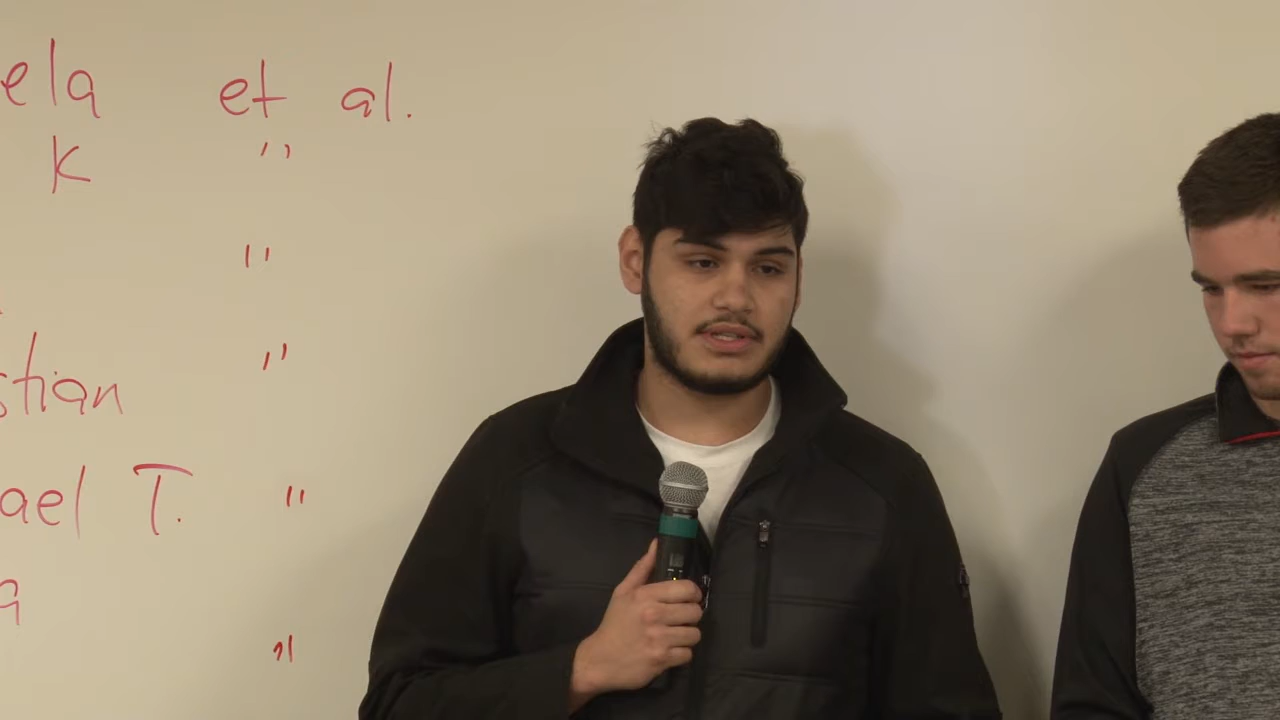 ela et al.
K "
"
stian "
ael T. "
a
"